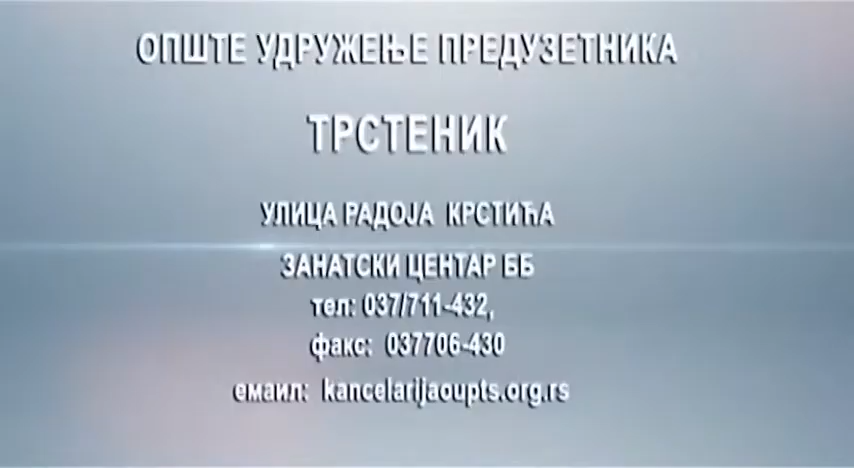 ОПШТЕ УДРУЖЕЊЕ ПРЕДУЗЕТНИКА
ТРСТЕНИК
УЛИЦА РАДОЈА КРСТИЋА
ЗАНАТСКИ ЦЕНТАР ББ
тел: 037/711-432,
факс: 037706-430
емаил: kancelarijaoupts.org.rs